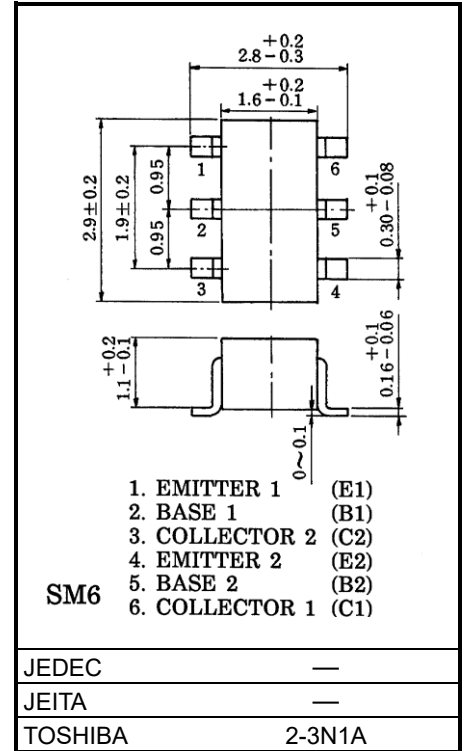 +0.2
2.8-0.3
+0.2
1.6-0.1
2.9±0.2
1.9±0.2
0.95
0.95
1
2
3
6
5
4
+0.1
0.30-0.08
+0.2
1.1-0.1
+0.1
0.16-0.06
0~0.1
1. EMITTER 1 (E1)
2. BASE 1 (B1)
3. COLLECTOR 2 (C2)
4. EMITTER 2 (E2)
5. BASE 2 (B2)
6. COLLECTOR 1 (C1)
SM6
JEDEC —
JEITA —
TOSHIBA 2-3N1A